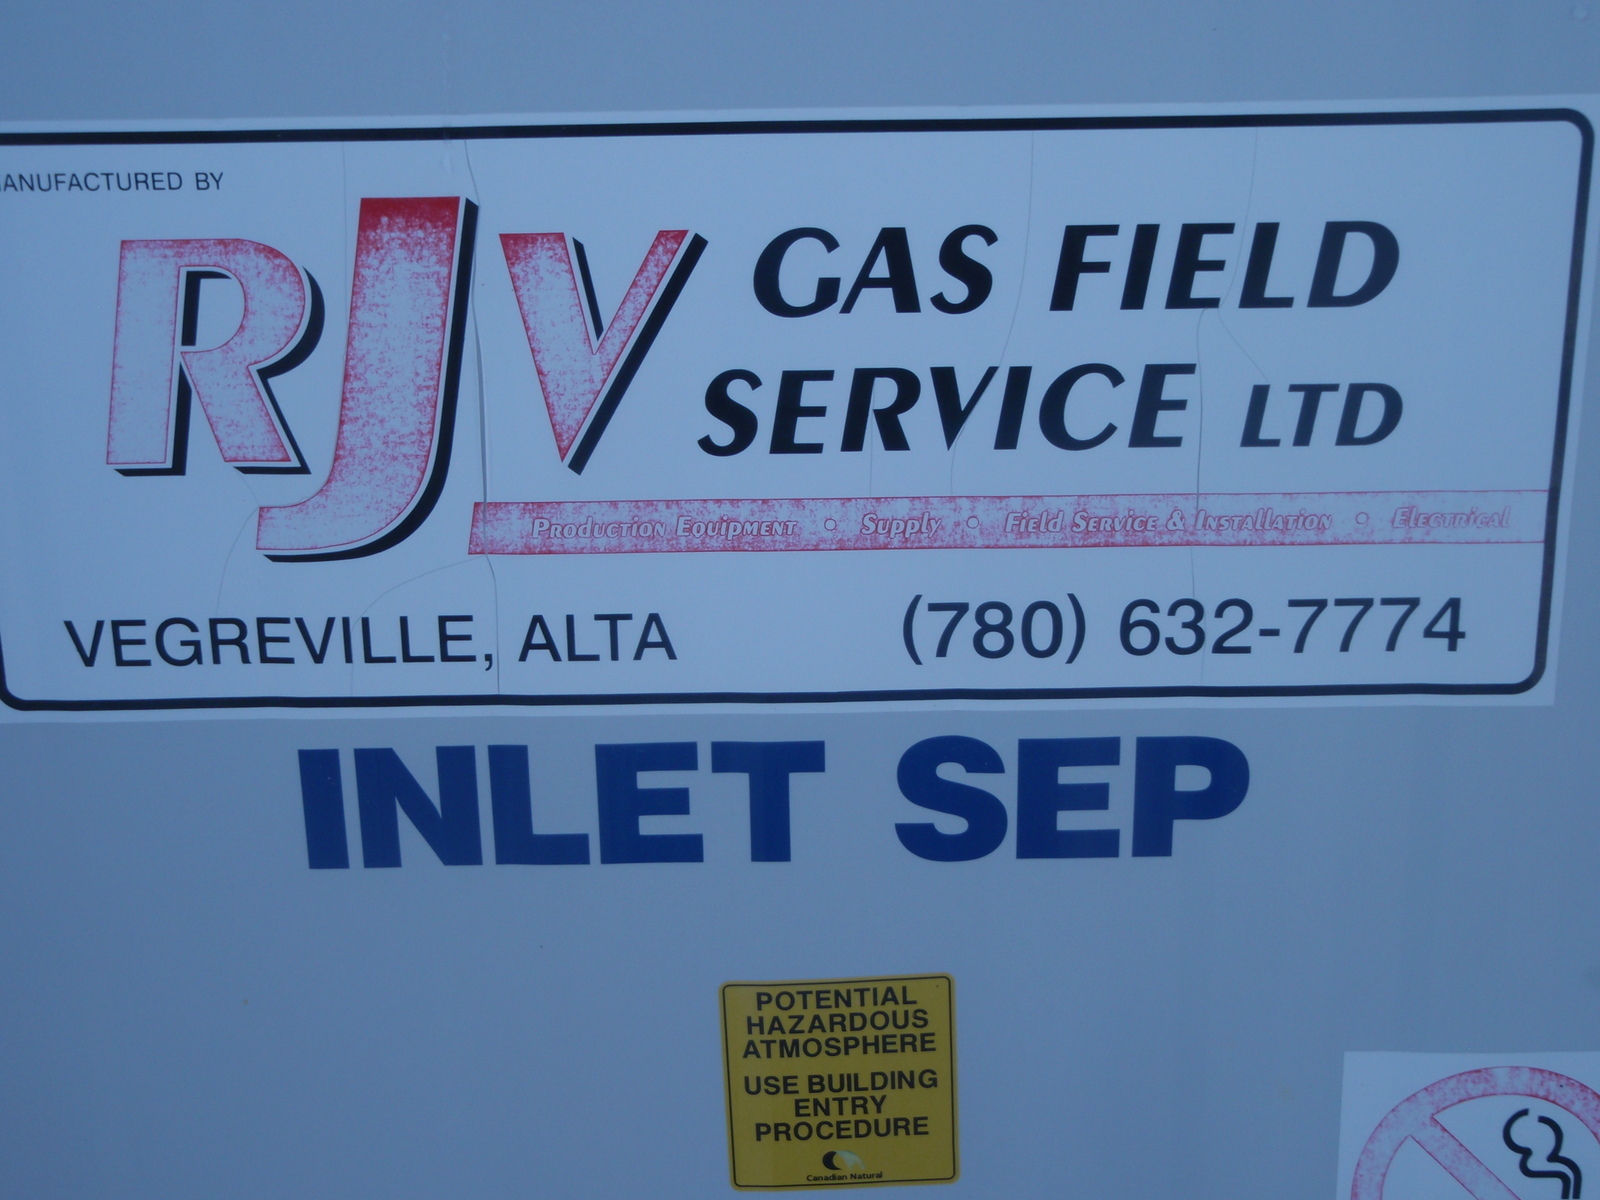 MANUFACTURED BY
RJV GAS FIELD
SERVICE LTD
Production Equipment • Supply • Field Service & Installation • Electrical
VEGREVILLE, ALTA (780) 632-7774
INLET SEP
POTENTIAL
HAZARDOUS
ATMOSPHERE
USE BUILDING
ENTRY
PROCEDURE
Canadian Natural